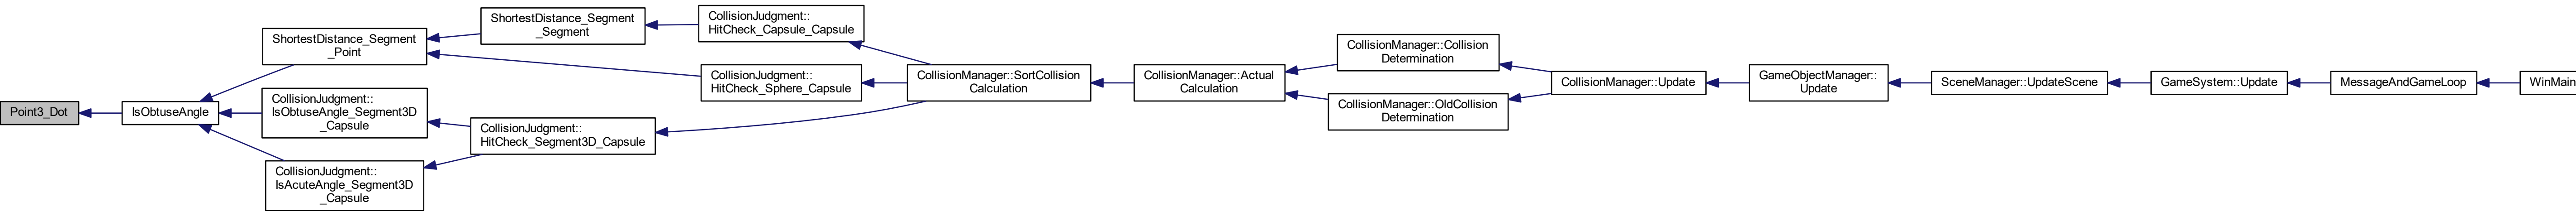 Point3_Dot
IsObtuseAngle
ShortestDistance_Segment
_Point
CollisionJudgment::
IsObtuseAngle_Segment3D
_Capsule
CollisionJudgment::
IsAcuteAngle_Segment3D
_Capsule
ShortestDistance_Segment
_Segment
CollisionJudgment::
HitCheck_Segment3D_Capsule
CollisionJudgment::
HitCheck_Capsule_Capsule
CollisionJudgment::
HitCheck_Sphere_Capsule
CollisionManager::SortCollision
Calculation
CollisionManager::Actual
Calculation
CollisionManager::Collision
Determination
CollisionManager::OldCollision
Determination
CollisionManager::Update
GameObjectManager::
Update
SceneManager::UpdateScene
GameSystem::Update
MessageAndGameLoop
WinMain